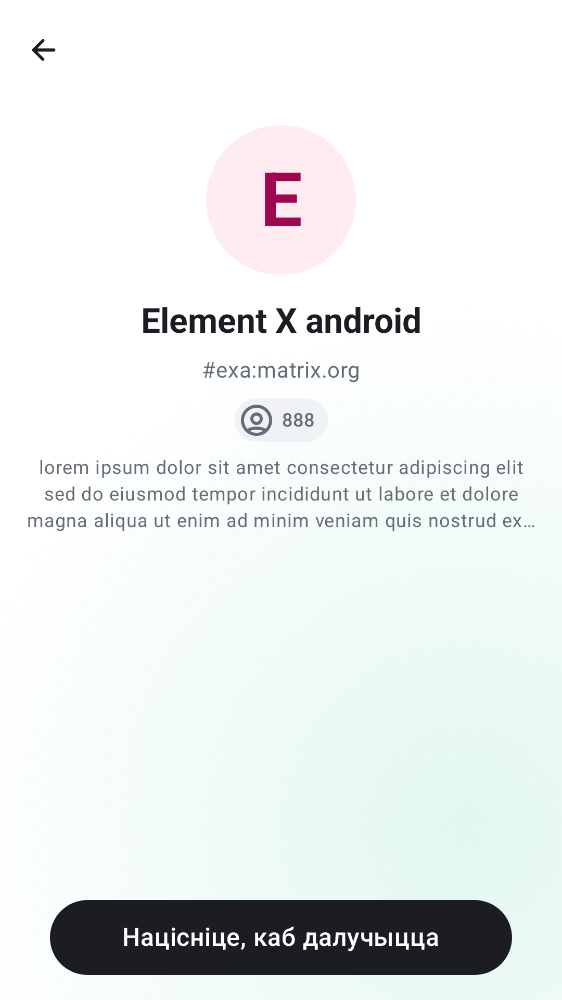 E
Element X android
#exa:matrix.org
888
lorem ipsum dolor sit amet consectetur adipiscing elit
sed do eiusmod tempor incididunt ut labore et dolore
magna aliqua ut enim ad minim veniam quis nostrud ex…
Націсніце, каб далучыцца